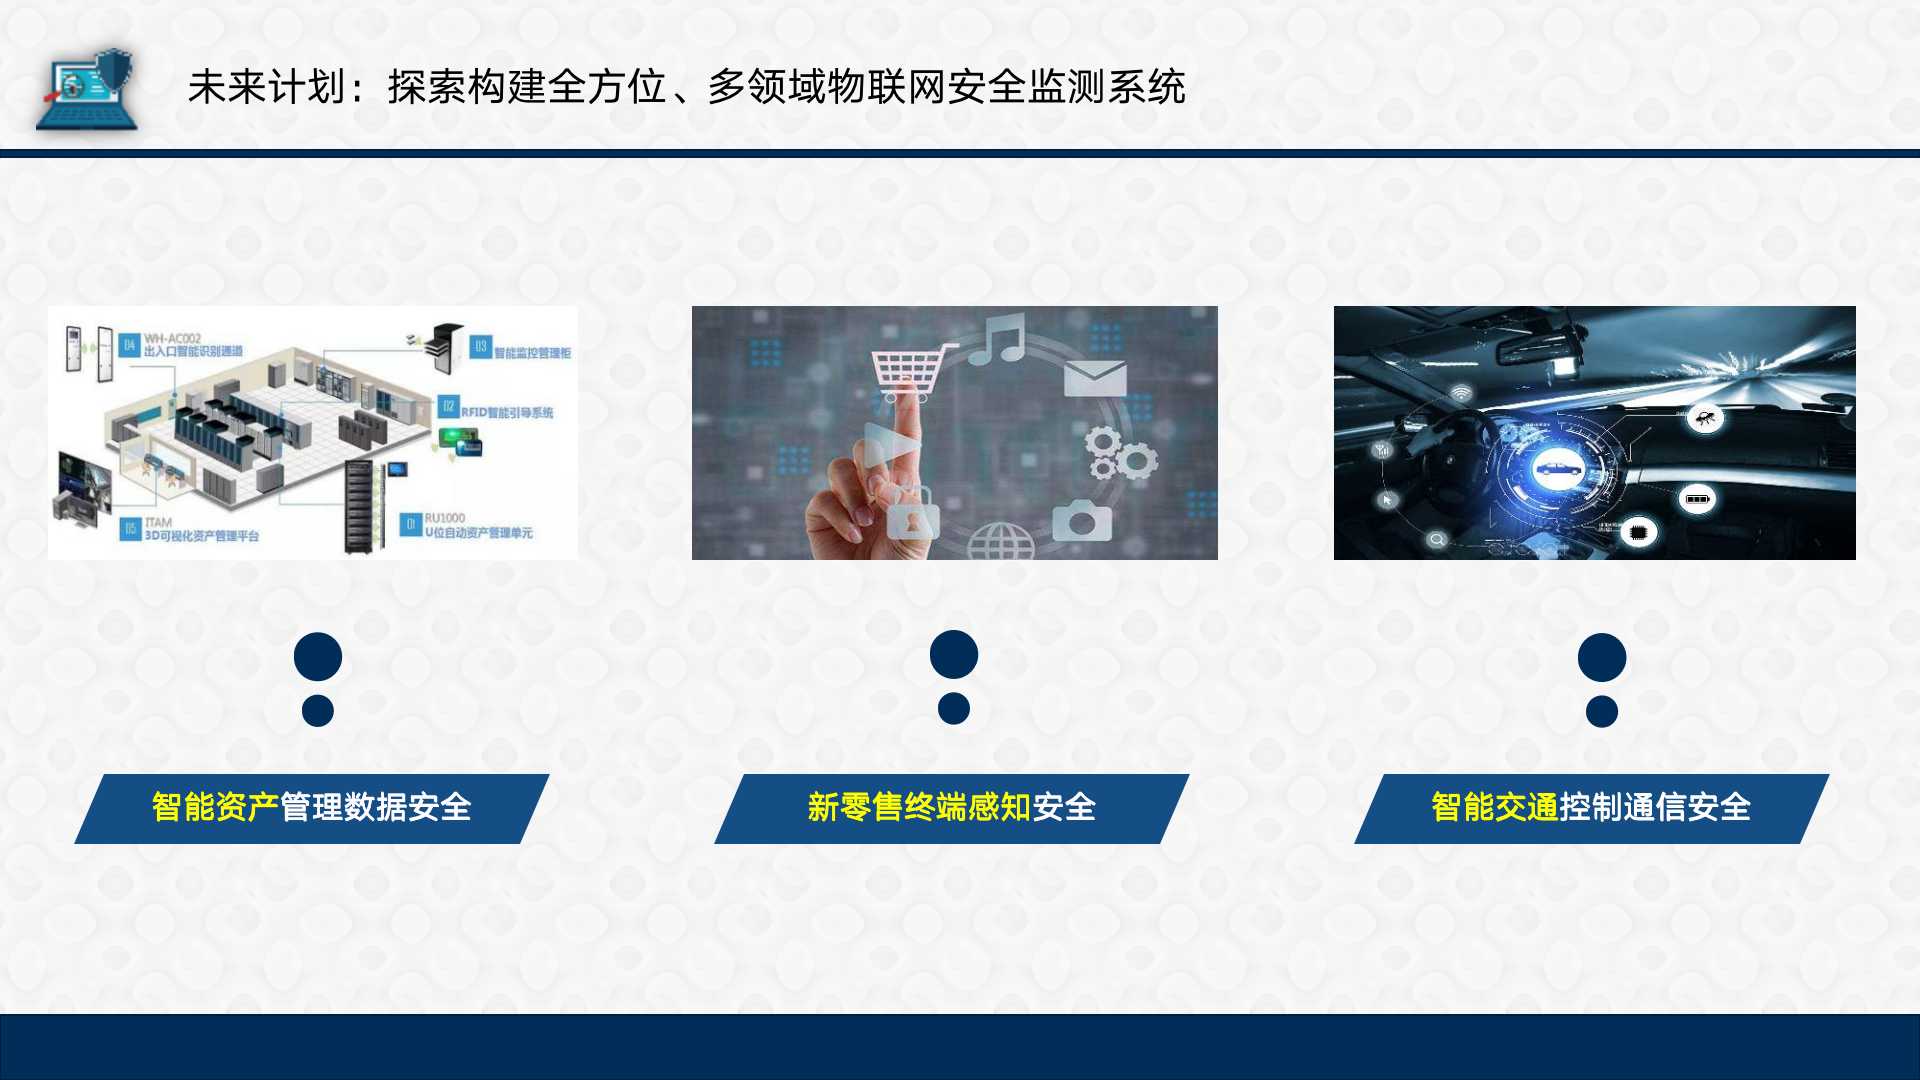 未来计划：探索构建全方位、多领域物联网安全监测系统
04 WH-AC002
出入口智能识别通道
03 智能监控管理柜
02 RFID智能引导系统
05 ITAM
3D可视化资产管理平台
01 RU1000
U位自动资产管理单元
智能资产管理数据安全
新零售终端感知安全
智能交通控制通信安全